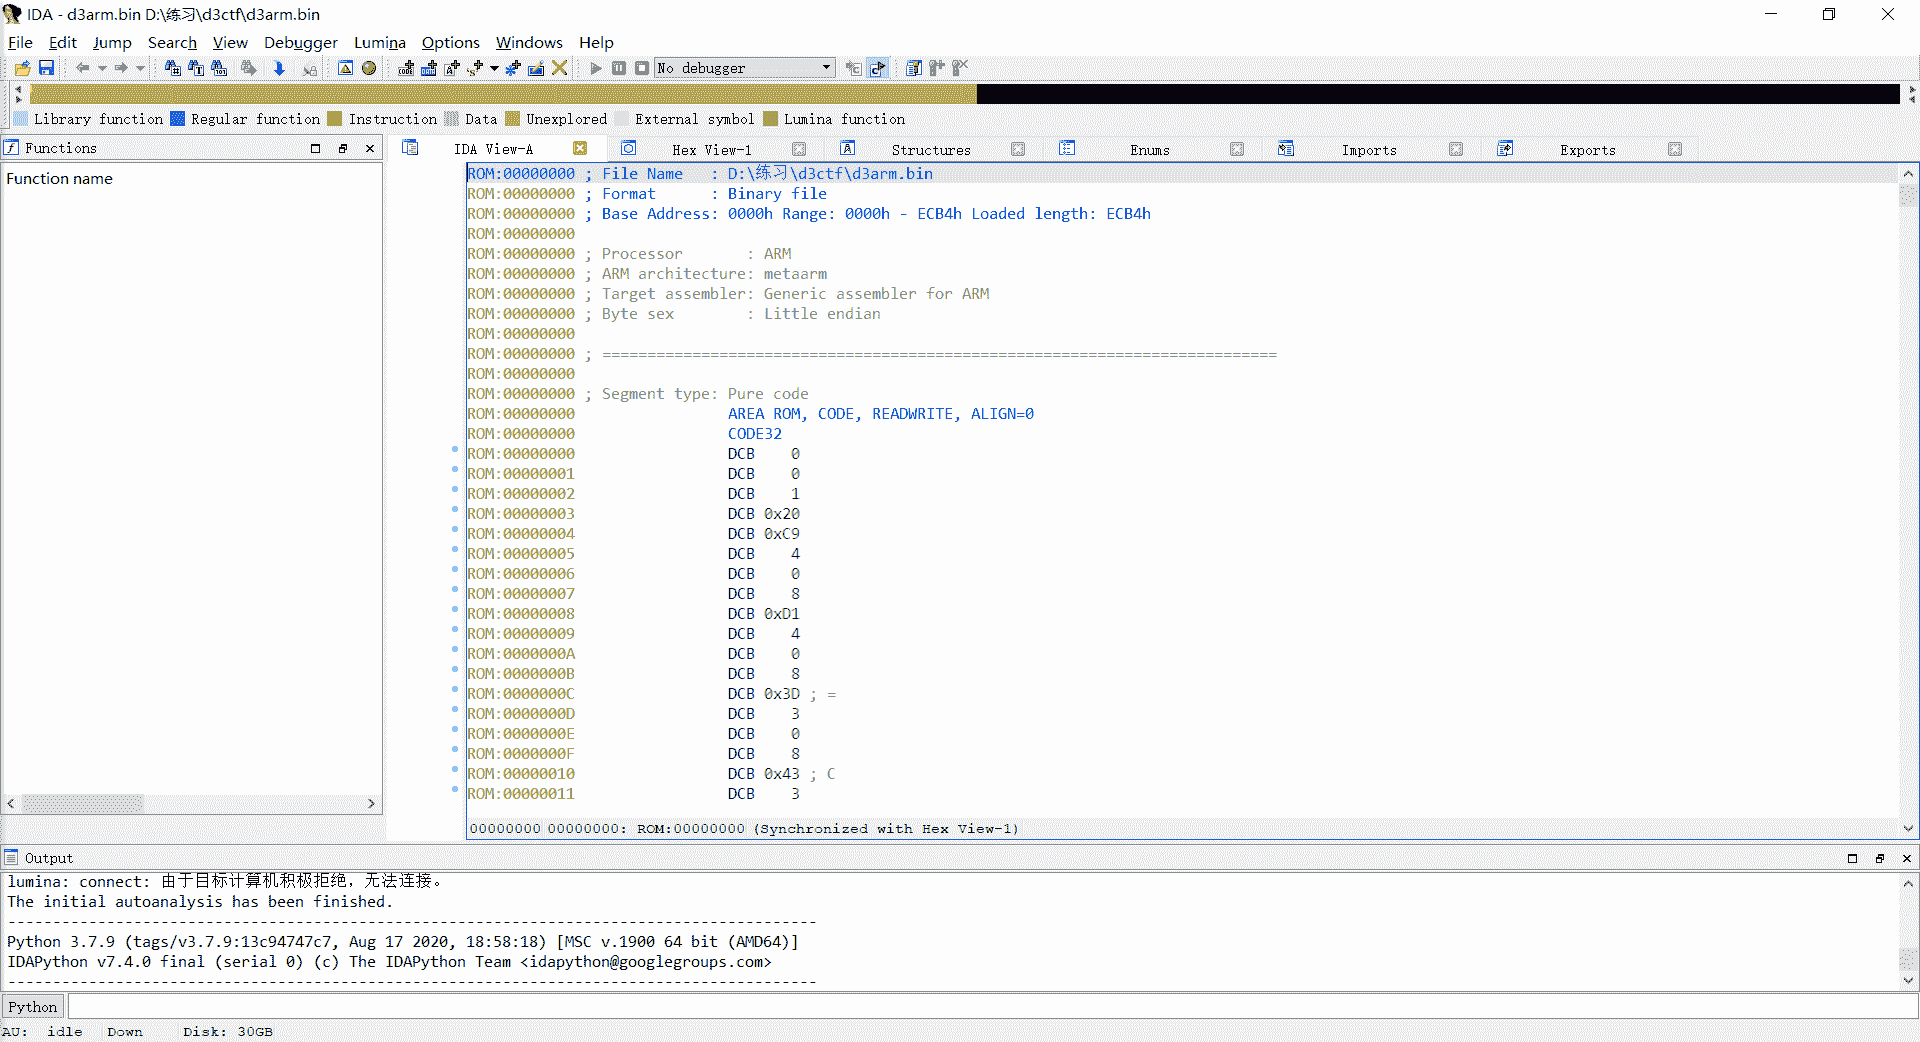 IDA - d3arm.bin D:\练习\d3ctf\d3arm.bin
File Edit Jump Search View Debugger Lumina Options Windows Help
No debugger
Library function Regular function Instruction Data Unexplored External symbol Lumina function
Functions
IDA View-A Hex View-1 Structures Enums Imports Exports
Function name
ROM:00000000 ; File Name   : D:\练习\d3ctf\d3arm.bin
ROM:00000000 ; Format      : Binary file
ROM:00000000 ; Base Address: 0000h Range: 0000h - ECB4h Loaded length: ECB4h
ROM:00000000
ROM:00000000 ; Processor       : ARM
ROM:00000000 ; ARM architecture: metaarm
ROM:00000000 ; Target assembler: Generic assembler for ARM
ROM:00000000 ; Byte sex        : Little endian
ROM:00000000
ROM:00000000 ; ===========================================================================
ROM:00000000
ROM:00000000 ; Segment type: Pure code
ROM:00000000 AREA ROM, CODE, READWRITE, ALIGN=0
ROM:00000000 CODE32
ROM:00000000 DCB    0
ROM:00000001 DCB    0
ROM:00000002 DCB    1
ROM:00000003 DCB 0x20
ROM:00000004 DCB 0xC9
ROM:00000005 DCB    4
ROM:00000006 DCB    0
ROM:00000007 DCB    8
ROM:00000008 DCB 0xD1
ROM:00000009 DCB    4
ROM:0000000A DCB    0
ROM:0000000B DCB    8
ROM:0000000C DCB 0x3D ; =
ROM:0000000D DCB    3
ROM:0000000E DCB    0
ROM:0000000F DCB    8
ROM:00000010 DCB 0x43 ; C
ROM:00000011 DCB    3
00000000 00000000: ROM:00000000 (Synchronized with Hex View-1)
Output
lumina: connect: 由于目标计算机积极拒绝，无法连接。
The initial autoanalysis has been finished.
------------------------------------------------------------------------------------------
Python 3.7.9 (tags/v3.7.9:13c94747c7, Aug 17 2020, 18:58:18) [MSC v.1900 64 bit (AMD64)]
IDAPython v7.4.0 final (serial 0) (c) The IDAPython Team <idapython@googlegroups.com>
------------------------------------------------------------------------------------------
Python
AU: idle Down Disk: 30GB